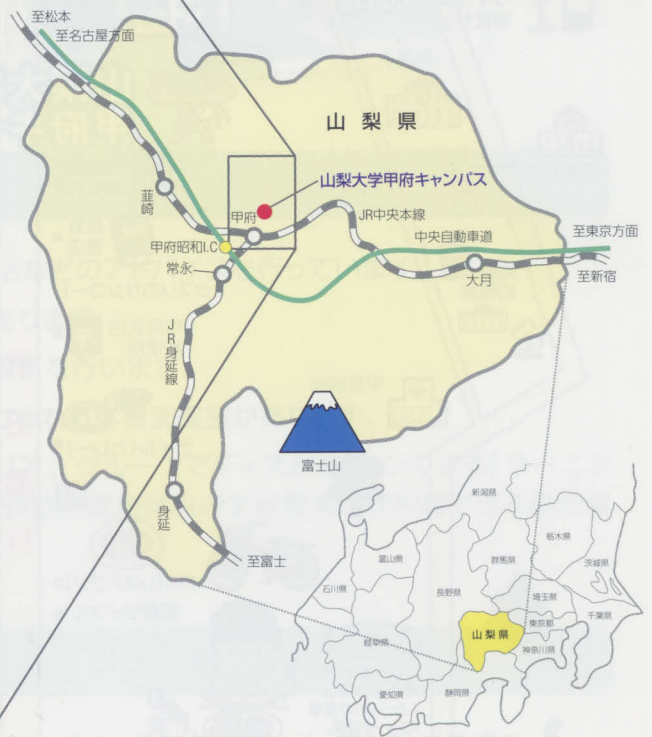 至松本
至名古屋方面
山梨県
山梨大学甲府キャンパス
韮崎
甲府
JR中央本線
甲府昭和I.C
中央自動車道
至東京方面
常永
大月
至新宿
JR身延線
富士山
身延
至富士
新潟県
栃木県
富山県
群馬県
茨城県
石川県
長野県
埼玉県
千葉県
東京都
山梨県
岐阜県
神奈川県
静岡県
愛知県